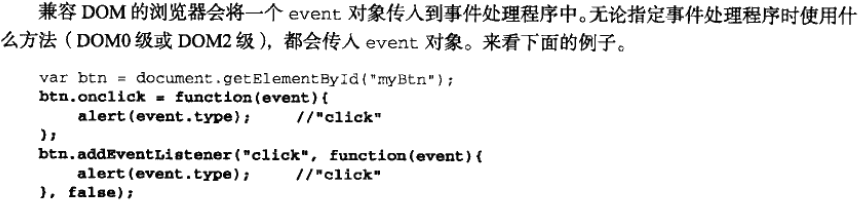 兼容 DOM 的浏览器会将一个 event 对象传入到事件处理程序中。无论指定事件处理程序时使用什
么方法（DOM0 级或 DOM2 级），都会传入 event 对象。来看下面的例子。
var btn = document.getElementById("myBtn");
btn.onclick = function(event){
    alert(event.type);     //"click"
};
btn.addEventListener("click", function(event){
    alert(event.type);     //"click"
}, false);